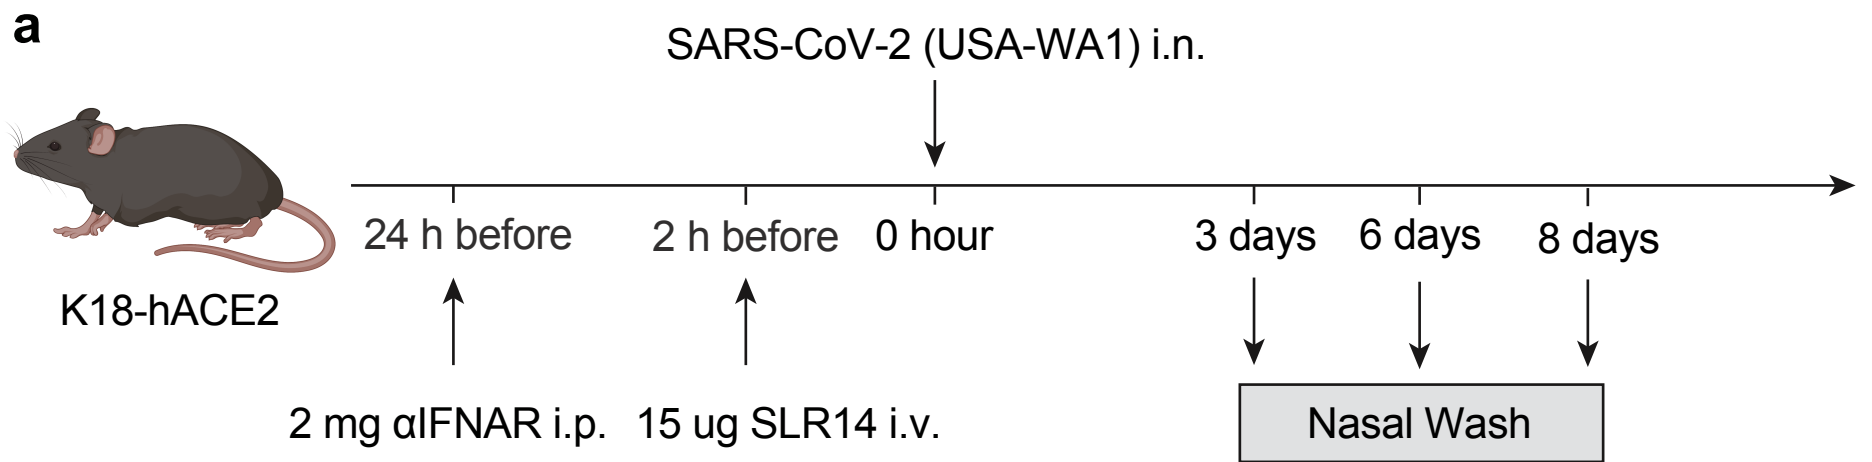 a
SARS-CoV-2 (USA-WA1) i.n.
24 h before
2 h before
0 hour
3 days
6 days
8 days
K18-hACE2
2 mg αIFNAR i.p.
15 ug SLR14 i.v.
Nasal Wash